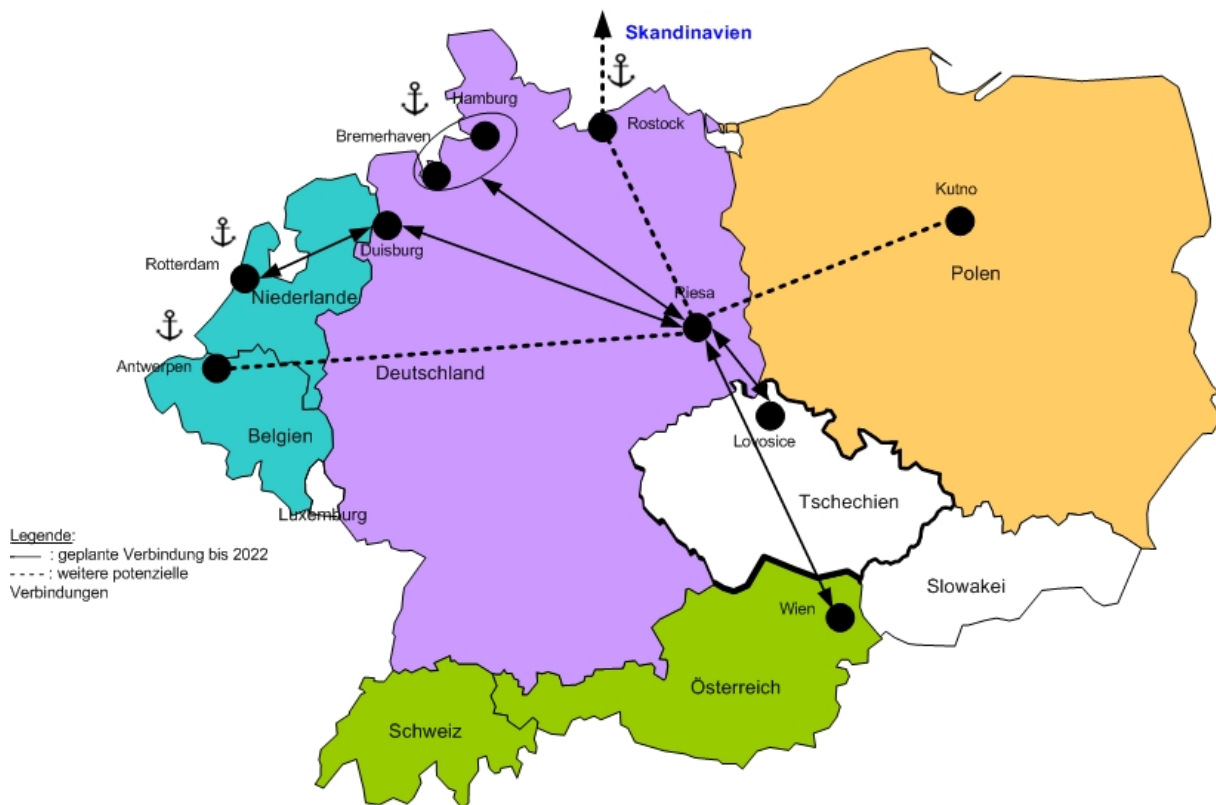 Skandinavien
Hamburg
Bremerhaven
Rostock
Kutno
Duisburg
Rotterdam
Niederlande
Polen
Riesa
Antwerpen
Deutschland
Belgien
Lovosice
Tschechien
Luxemburg
Legende:
: geplante Verbindung bis 2022
: weitere potenzielle
Verbindungen
Slowakei
Wien
Österreich
Schweiz